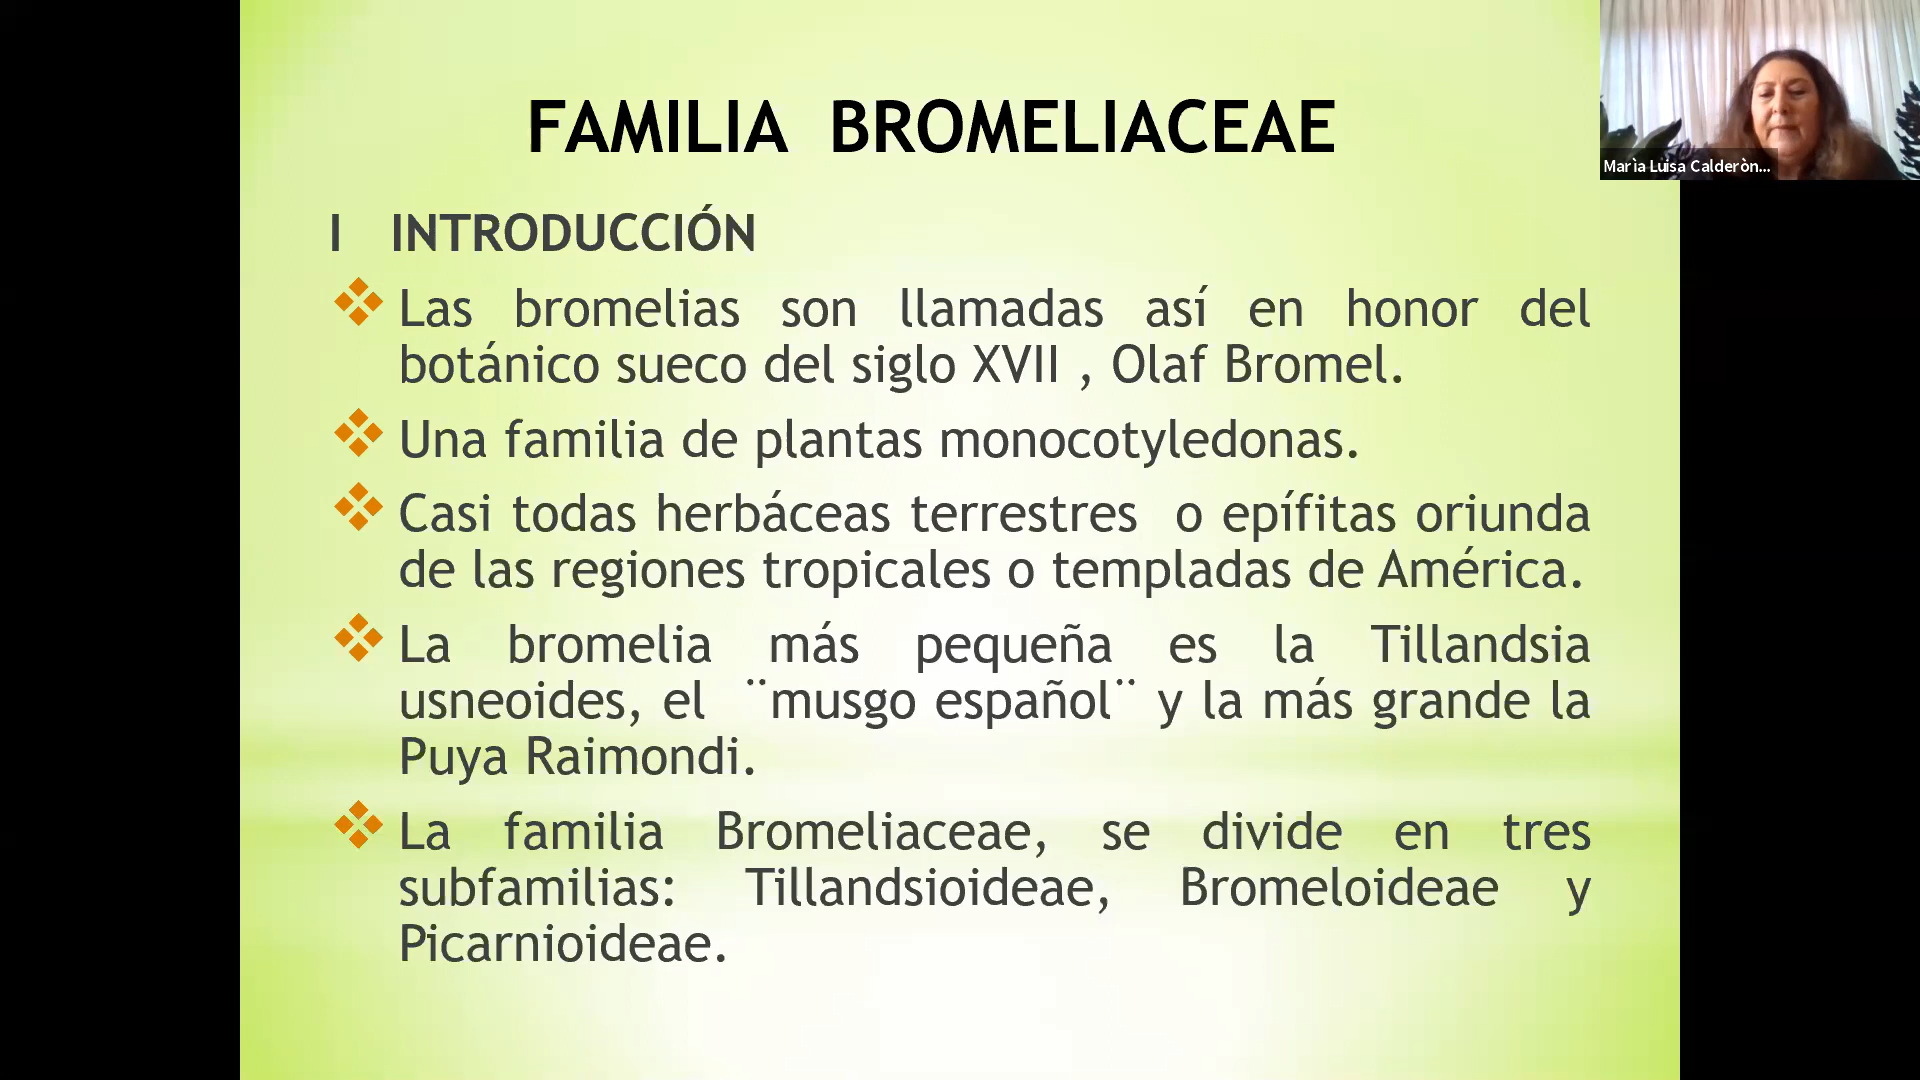 FAMILIA BROMELIACEAE
Marìa Luisa Calderòn...
I INTRODUCCIÓN
Las bromelias son llamadas así en honor del
botánico sueco del siglo XVII , Olaf Bromel.
Una familia de plantas monocotyledonas.
Casi todas herbáceas terrestres o epífitas oriunda
de las regiones tropicales o templadas de América.
La bromelia más pequeña es la Tillandsia
usneoides, el ¨musgo español¨ y la más grande la
Puya Raimondi.
La familia Bromeliaceae, se divide en tres
subfamilias: Tillandsioideae, Bromeloideae y
Picarnioideae.